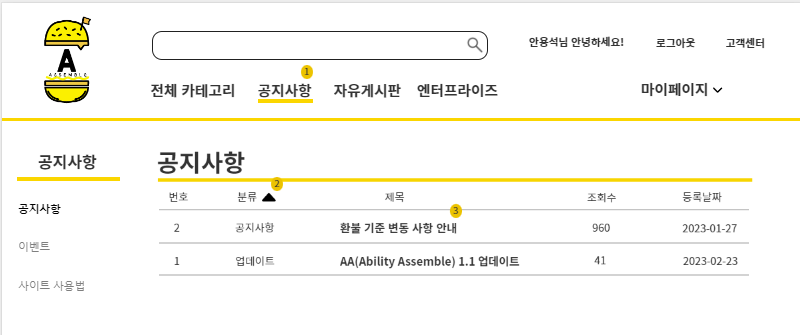 A
ASSEMBLE
안용석님 안녕하세요!
로그아웃
고객센터
1
전체 카테고리 공지사항 자유게시판 엔터프라이즈 마이페이지
공지사항
공지사항
이벤트
사이트 사용법
공지사항
2
번호 분류 제목 조회수 등록날짜
3
2 공지사항 환불 기준 변동 사항 안내 960 2023-01-27
1 업데이트 AA(Ability Assemble) 1.1 업데이트 41 2023-02-23